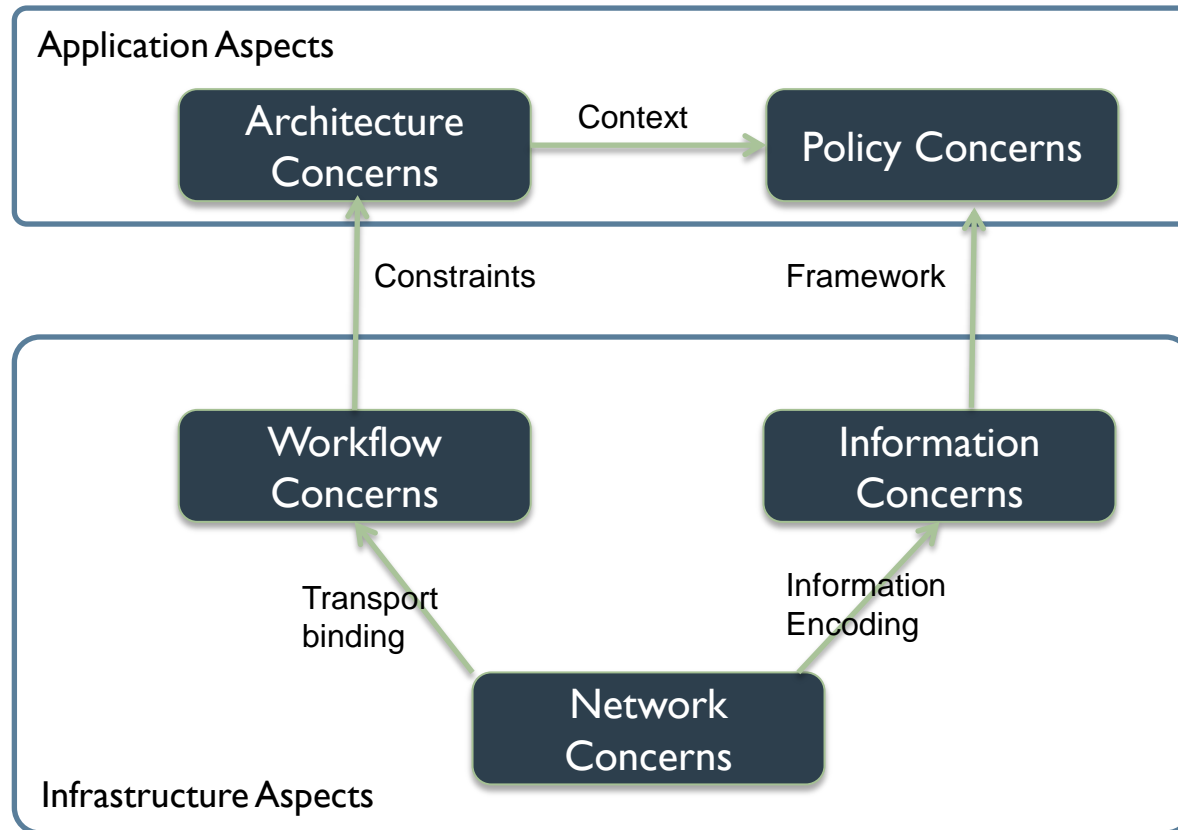 Application Aspects
Architecture
Concerns
Context
Policy Concerns
Constraints
Framework
Workflow
Concerns
Information
Concerns
Transport
binding
Information
Encoding
Network
Concerns
Infrastructure Aspects